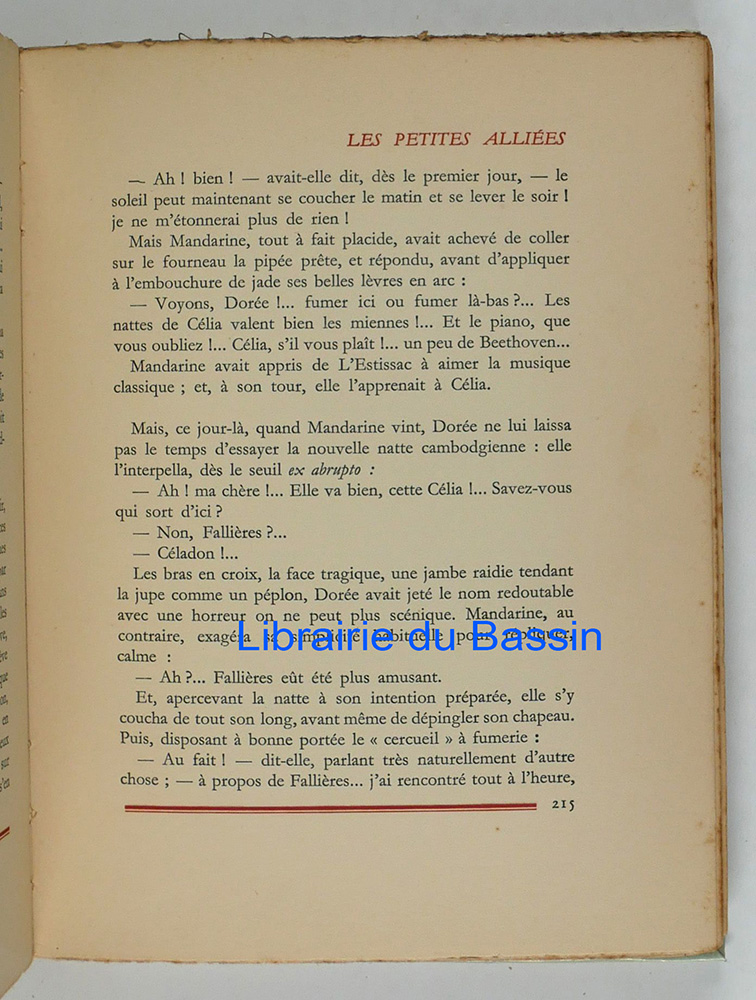 LES PETITES ALLIÉES
— Ah ! bien ! — avait-elle dit, dès le premier jour, — le
soleil peut maintenant se coucher le matin et se lever le soir !
je ne m'étonnerai plus de rien !
Mais Mandarine, tout à fait placide, avait achevé de coller
sur le fourneau la pipée prête, et répondu, avant d'appliquer
à l'embouchure de jade ses belles lèvres en arc :
— Voyons, Dorée !... fumer ici ou fumer là-bas ?... Les
nattes de Célia valent bien les miennes !... Et le piano, que
vous oubliez !... Célia, s'il vous plaît !... un peu de Beethoven...
Mandarine avait appris de L'Estissac à aimer la musique
classique ; et, à son tour, elle l'apprenait à Célia.
Mais, ce jour-là, quand Mandarine vint, Dorée ne lui laissa
pas le temps d'essayer la nouvelle natte cambodgienne : elle
l'interpella, dès le seuil ex abrupto :
— Ah ! ma chère !... Elle va bien, cette Célia !... Savez-vous
qui sort d'ici ?
— Non, Fallières ?...
— Céladon !...
Les bras en croix, la face tragique, une jambe raidie tendant
la jupe comme un péplon, Dorée avait jeté le nom redoutable
avec une horreur on ne peut plus scénique. Mandarine, au
contraire, exagéra sa simplicité habituelle pour répliquer,
calme :
— Ah ?... Fallières eût été plus amusant.
Et, apercevant la natte à son intention préparée, elle s'y
coucha de tout son long, avant même de dépingler son chapeau.
Puis, disposant à bonne portée le « cercueil » à fumerie :
— Au fait ! — dit-elle, parlant très naturellement d'autre
chose ; — à propos de Fallières... j'ai rencontré tout à l'heure,
215
Librairie du Bassin